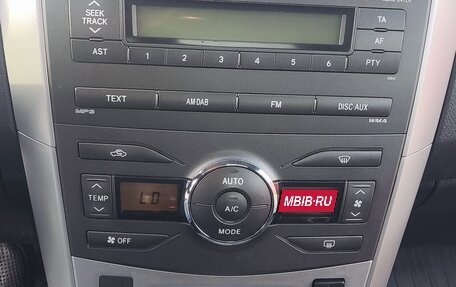 SEEK
TRACK
TA
AST
1 2 3 4 5 6
AF
PTY
TEXT
AM·DAB
FM
DISC·AUX
MP3
WMA
TEMP
LO
AUTO
A/C
MODE
MBIB·RU
OFF